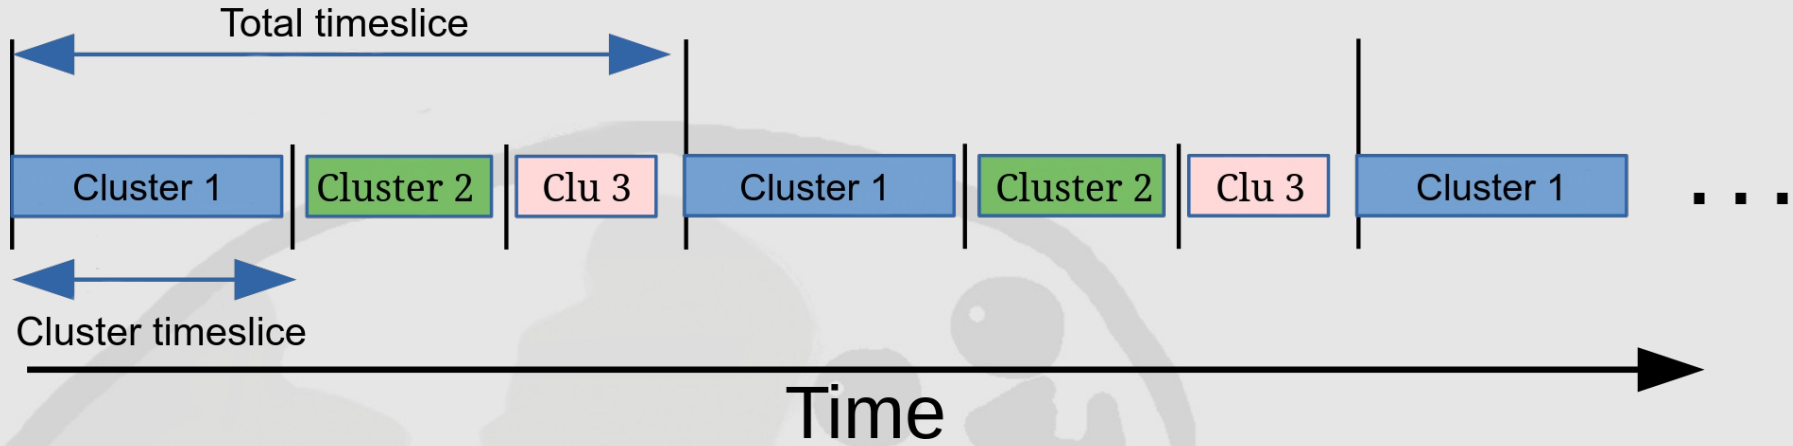 Total timeslice
Cluster 1 Cluster 2 Clu 3 Cluster 1 Cluster 2 Clu 3 Cluster 1 ...
Cluster timeslice
Time